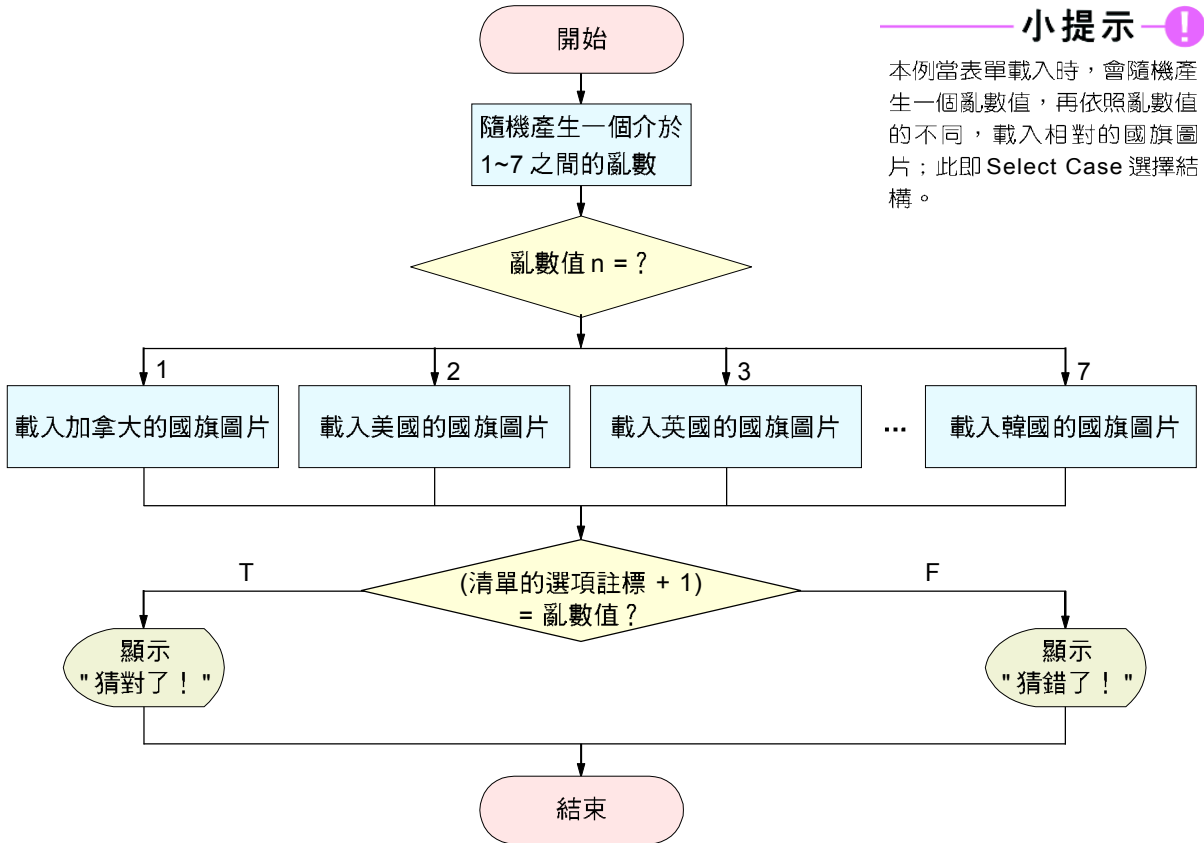 開始
小提示
本例當表單載入時，會隨機產
生一個亂數值，再依照亂數值
的不同，載入相對的國旗圖
片；此即 Select Case 選擇結
構。
隨機產生一個介於
1~7 之間的亂數
亂數值 n = ?
1
2
3
7
載入加拿大的國旗圖片
載入美國的國旗圖片
載入英國的國旗圖片
...
載入韓國的國旗圖片
T
(清單的選項註標 + 1)
= 亂數值?
F
顯示
"猜對了！"
顯示
"猜錯了！"
結束